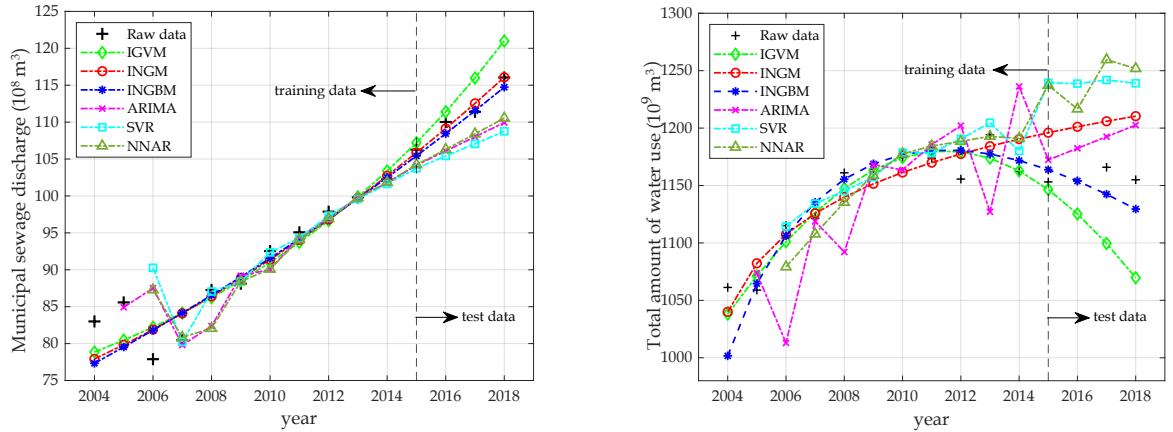 Municipal sewage discharge (10⁸ m³)
125
120
115
110
105
100
95
90
85
80
75
Raw data
IGVM
INGM
INGBM
ARIMA
SVR
NNAR
training data
test data
2004 2006 2008 2010 2012 2014 2016 2018
year
Total amount of water use (10⁹ m³)
1300
1250
1200
1150
1100
1050
1000
Raw data
IGVM
INGM
INGBM
ARIMA
SVR
NNAR
training data
test data
2004 2006 2008 2010 2012 2014 2016 2018
year